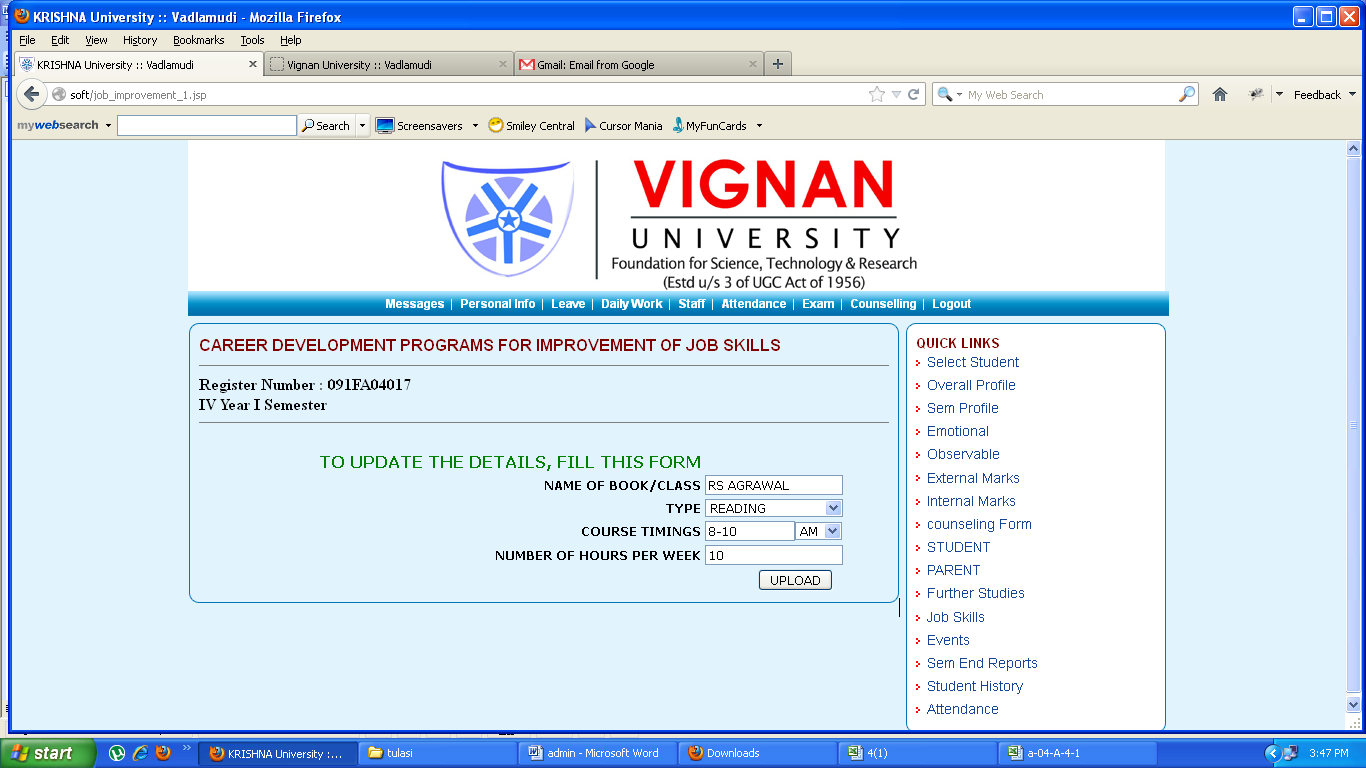 KRISHNA University :: Vadlamudi - Mozilla Firefox
File Edit View History Bookmarks Tools Help
KRISHNA University :: Vadlamudi
Vignan University :: Vadlamudi
Gmail: Email from Google
soft/job_improvement_1.jsp
My Web Search
Feedback
mywebsearch
Search
Screensavers
Smiley Central
Cursor Mania
MyFunCards
VIGNAN
UNIVERSITY
Foundation for Science, Technology & Research
(Estd u/s 3 of UGC Act of 1956)
Messages | Personal Info | Leave | Daily Work | Staff | Attendance | Exam | Counselling | Logout
CAREER DEVELOPMENT PROGRAMS FOR IMPROVEMENT OF JOB SKILLS
Register Number : 091FA04017
IV Year I Semester
TO UPDATE THE DETAILS, FILL THIS FORM
NAME OF BOOK/CLASS RS AGRAWAL
TYPE READING
COURSE TIMINGS 8-10 AM
NUMBER OF HOURS PER WEEK 10
UPLOAD
QUICK LINKS
Select Student
Overall Profile
Sem Profile
Emotional
Observable
External Marks
Internal Marks
counseling Form
STUDENT
PARENT
Further Studies
Job Skills
Events
Sem End Reports
Student History
Attendance
start
KRISHNA University :...
tulasi
admin - Microsoft Word
Downloads
4(1)
a-04-A-4-1
3:47 PM